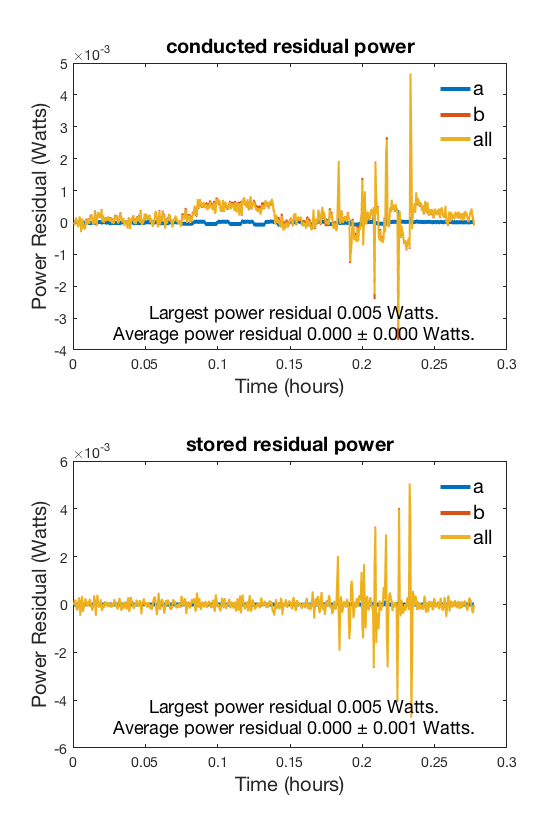 conducted residual power
×10-3
5
4
3
2
1
0
-1
-2
-3
-4
Power Residual (Watts)
a
b
all
Largest power residual 0.005 Watts.
Average power residual 0.000 ± 0.000 Watts.
0 0.05 0.1 0.15 0.2 0.25 0.3
Time (hours)
stored residual power
×10-3
6
4
2
0
-2
-4
-6
Power Residual (Watts)
a
b
all
Largest power residual 0.005 Watts.
Average power residual 0.000 ± 0.001 Watts.
0 0.05 0.1 0.15 0.2 0.25 0.3
Time (hours)